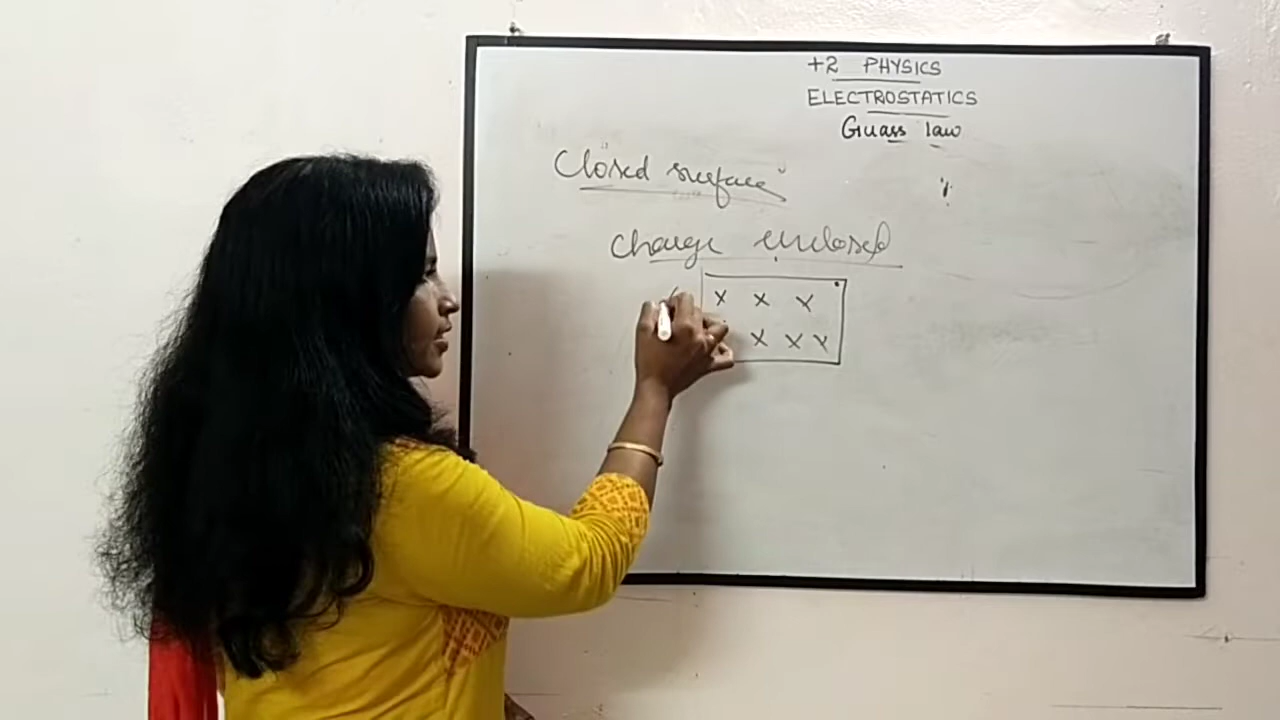 +2 PHYSICS
ELECTROSTATICS
Guass law
"Closed surface"
Charge enclosed
x x x
x x x